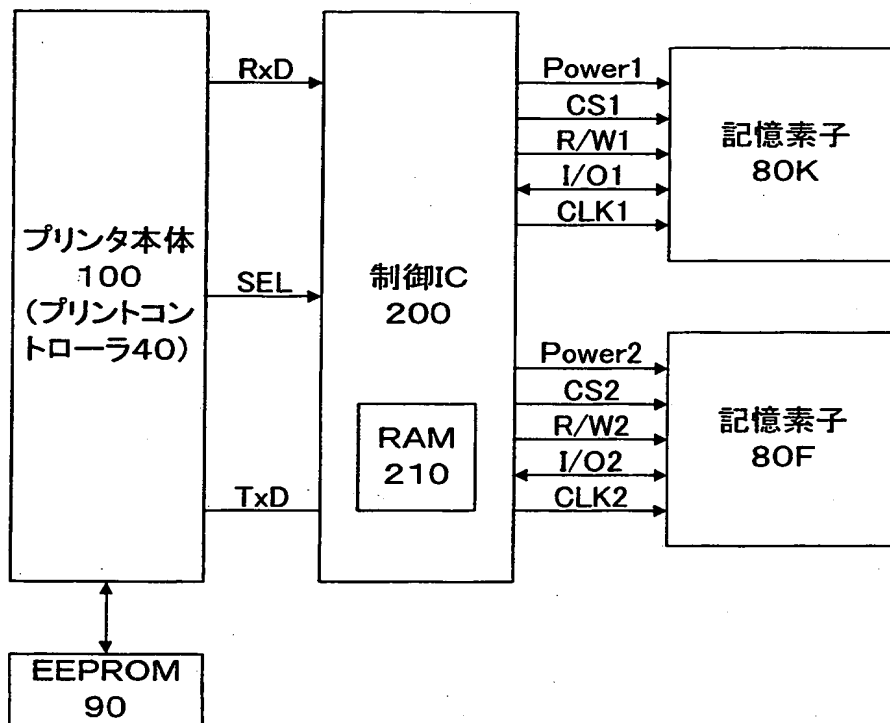 プリンタ本体
100
(プリントコン
トローラ40)
RxD
SEL
TxD
制御IC
200
RAM
210
Power1
CS1
R/W1
I/O1
CLK1
記憶素子
80K
Power2
CS2
R/W2
I/O2
CLK2
記憶素子
80F
EEPROM
90